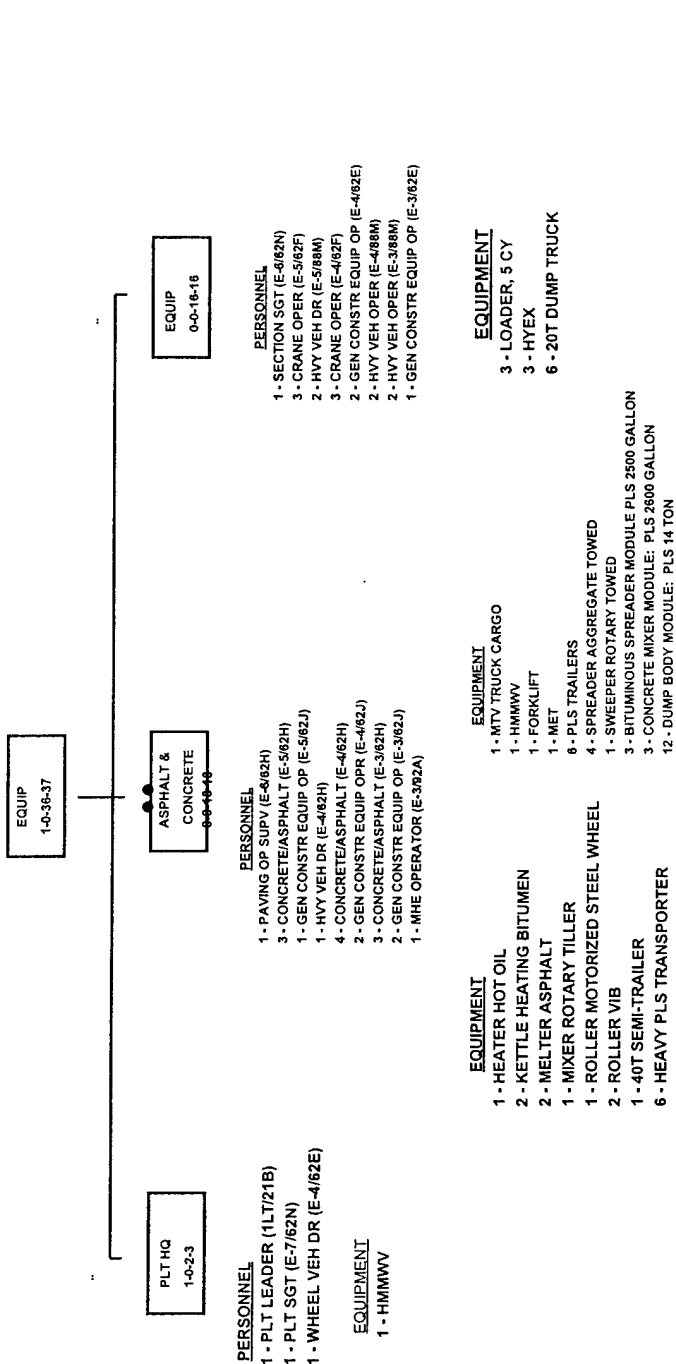 EQUIP
1-0-36-37
PLT HQ
1-0-2-3
PERSONNEL
1 - PLT LEADER (1LT/21B)
1 - PLT SGT (E-7/62N)
1 - WHEEL VEH DR (E-4/62E)
EQUIPMENT
1 - HMMWV
ASPHALT &
CONCRETE
0-0-18-18
PERSONNEL
1 - PAVING OP SUPV (E-6/62H)
3 - CONCRETE/ASPHALT (E-5/62H)
1 - GEN CONSTR EQUIP OP (E-5/62J)
1 - HVY VEH DR (E-4/62H)
4 - CONCRETE/ASPHALT (E-4/62H)
2 - GEN CONSTR EQUIP OPR (E-4/62J)
3 - CONCRETE/ASPHALT (E-3/62H)
2 - GEN CONSTR EQUIP OP (E-3/62J)
1 - MHE OPERATOR (E-3/92A)
EQUIPMENT
1 - HEATER HOT OIL
2 - KETTLE HEATING BITUMEN
2 - MELTER ASPHALT
1 - MIXER ROTARY TILLER
1 - ROLLER MOTORIZED STEEL WHEEL
2 - ROLLER VIB
1 - 40T SEMI-TRAILER
6 - HEAVY PLS TRANSPORTER
EQUIPMENT
1 - MTV TRUCK CARGO
1 - HMMWV
1 - FORKLIFT
1 - MET
6 - PLS TRAILERS
4 - SPREADER AGGREGATE TOWED
1 - SWEEPER ROTARY TOWED
3 - BITUMINOUS SPREADER MODULE PLS 2500 GALLON
3 - CONCRETE MIXER MODULE: PLS 2600 GALLON
12 - DUMP BODY MODULE: PLS 14 TON
EQUIP
0-0-16-16
PERSONNEL
1 - SECTION SGT (E-6/62N)
3 - CRANE OPER (E-5/62F)
2 - HVY VEH DR (E-5/88M)
3 - CRANE OPER (E-4/62F)
2 - GEN CONSTR EQUIP OP (E-4/62E)
2 - HVY VEH OPER (E-4/88M)
2 - HVY VEH OPER (E-3/88M)
1 - GEN CONSTR EQUIP OP (E-3/62E)
EQUIPMENT
3 - LOADER, 5 CY
3 - HYEX
6 - 20T DUMP TRUCK